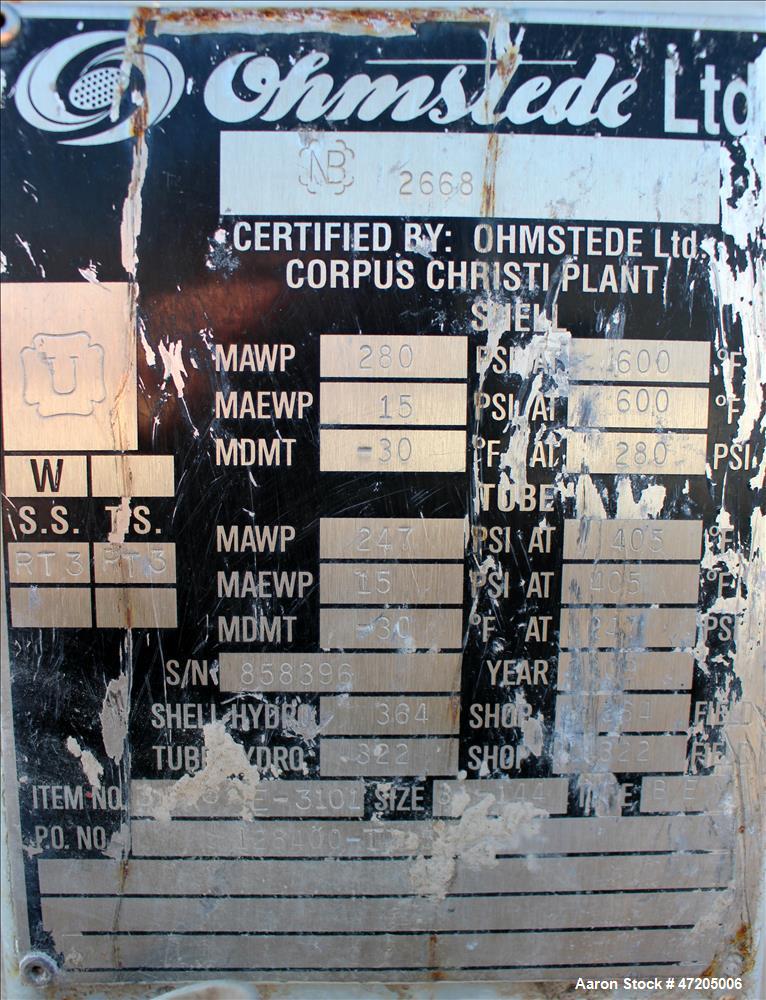 Ohmstede Ltd
NB 2668
CERTIFIED BY: OHMSTEDE Ltd.
CORPUS CHRISTI PLANT
SHELL
U
MAWP 280 PSI AT 600 °F
MAEWP 15 PSI AT 600 °F
MDMT -30 °F AT 280 PSI
W
TUBE
S.S. T.S.
MAWP 247 PSI AT 405 °F
RT3 RT3
MAEWP 15 PSI AT 405 °F
MDMT -30 °F AT PSI
S/N 858396 YEAR
SHELL HYDRO 364 SHOP FIELD
TUBE HYDRO 322 SHOP 322 FIELD
ITEM NO. E-3101 SIZE TYPE
P.O. NO.
Aaron Stock # 47205006